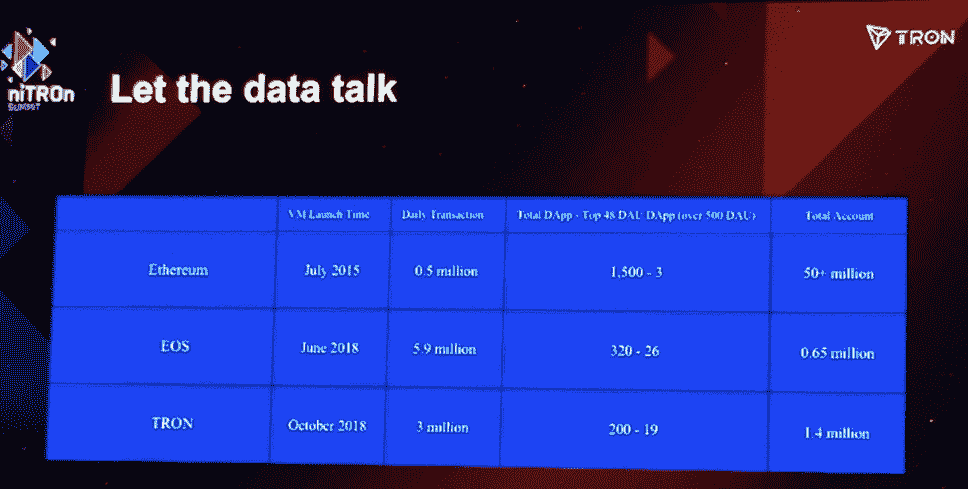 niTROn
SUMMIT
TRON
Let the data talk
VM Launch Time Daily Transaction Total DApp - Top 48 DAU DApp (over 500 DAU) Total Account
Ethereum July 2015 0.5 million 1,500 - 3 50+ million
EOS June 2018 5.9 million 320 - 26 0.65 million
TRON October 2018 3 million 200 - 19 1.4 million